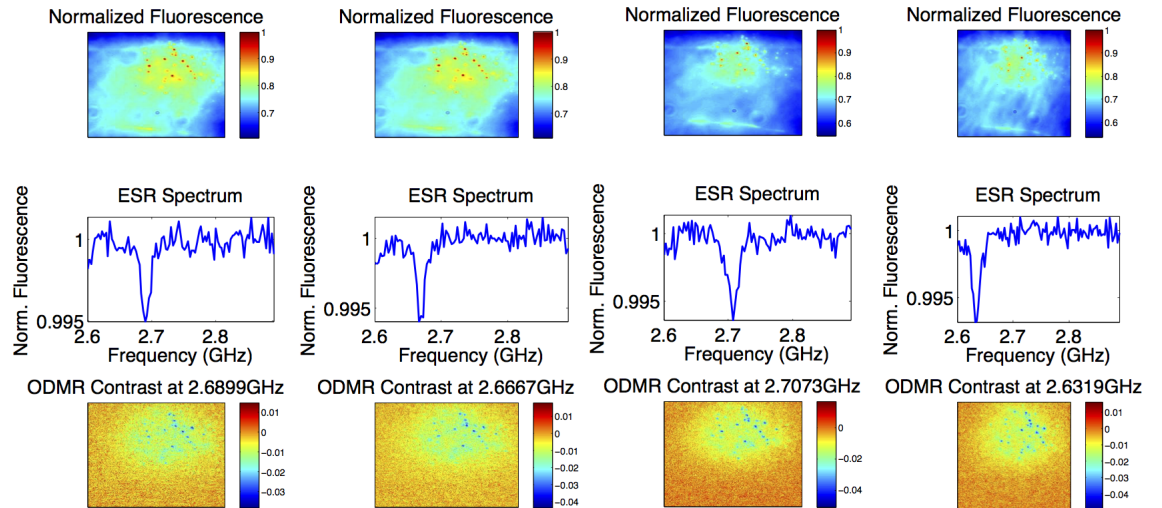 Normalized Fluorescence
1
0.9
0.8
0.7
Normalized Fluorescence
1
0.9
0.8
0.7
Normalized Fluorescence
1
0.9
0.8
0.7
0.6
Normalized Fluorescence
1
0.9
0.8
0.7
0.6
ESR Spectrum
Norm. Fluorescence
1
0.995
2.6 2.7 2.8
Frequency (GHz)
ESR Spectrum
Norm. Fluorescence
1
0.995
2.6 2.7 2.8
Frequency (GHz)
ESR Spectrum
Norm. Fluorescence
1
0.995
2.6 2.7 2.8
Frequency (GHz)
ESR Spectrum
Norm. Fluorescence
1
0.995
2.6 2.7 2.8
Frequency (GHz)
ODMR Contrast at 2.6899GHz
0.01
0
−0.01
−0.02
−0.03
ODMR Contrast at 2.6667GHz
0.01
0
−0.01
−0.02
−0.03
−0.04
ODMR Contrast at 2.7073GHz
0
−0.02
−0.04
ODMR Contrast at 2.6319GHz
0.01
0
−0.01
−0.02
−0.03
−0.04